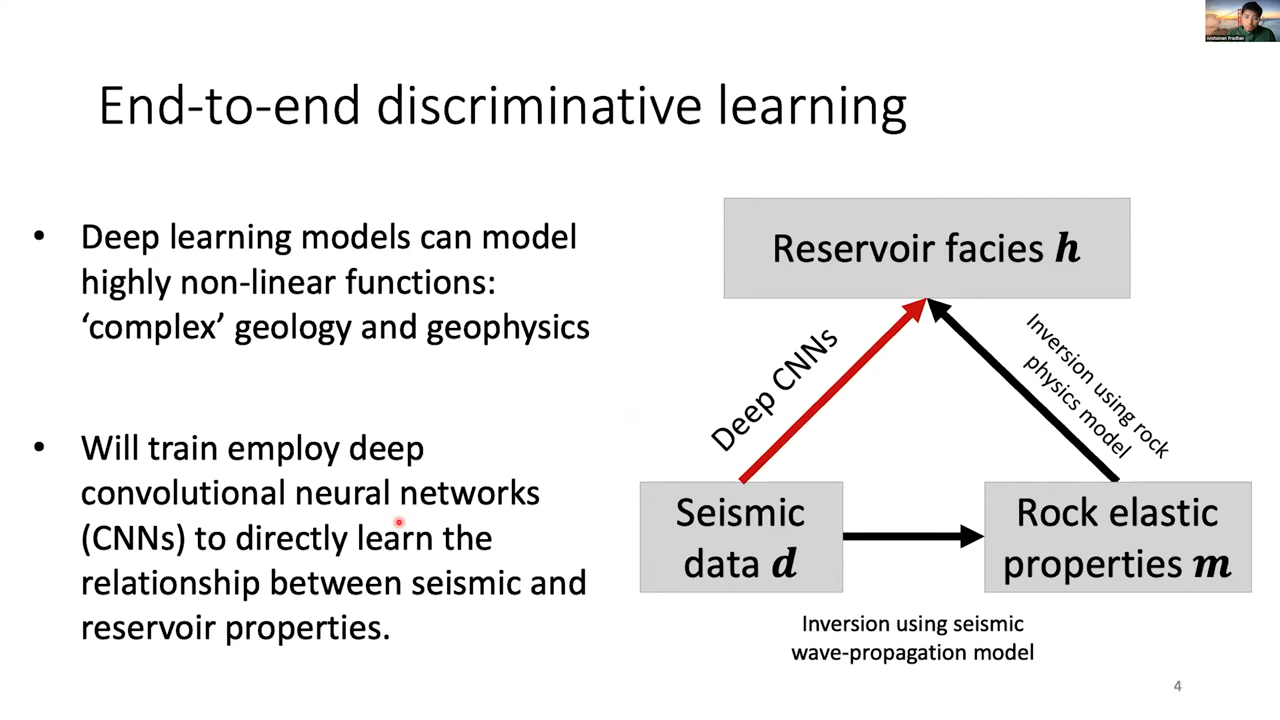 Anshuman Pradhan
End-to-end discriminative learning
• Deep learning models can model
highly non-linear functions:
‘complex’ geology and geophysics
• Will train employ deep
convolutional neural networks
(CNNs) to directly learn the
relationship between seismic and
reservoir properties.
Reservoir facies h
Deep CNNs
Inversion using rock
physics model
Seismic
data d
Rock elastic
properties m
Inversion using seismic
wave-propagation model
4